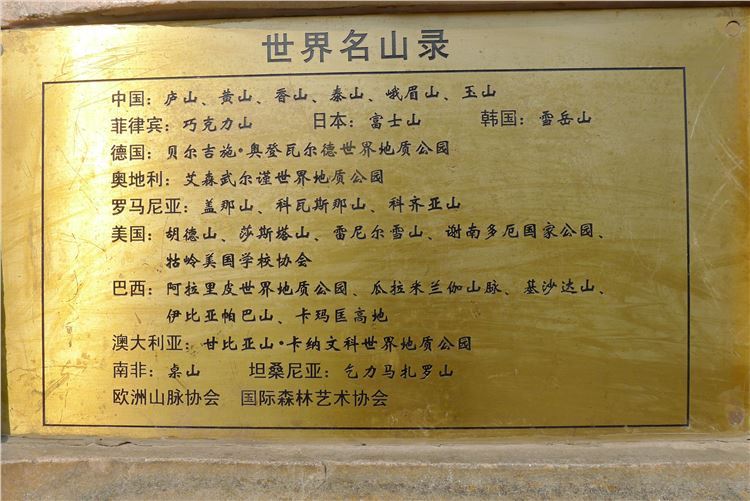 世界名山录
中国：庐山、黄山、香山、泰山、峨眉山、玉山
菲律宾：巧克力山 日本：富士山 韩国：雪岳山
德国：贝尔吉施·奥登瓦尔德世界地质公园
奥地利：艾森武尔谨世界地质公园
罗马尼亚：盖那山、科瓦斯那山、科齐亚山
美国：胡德山、莎斯塔山、雷尼尔雪山、谢南多厄国家公园、
牯岭美国学校协会
巴西：阿拉里皮世界地质公园、瓜拉米兰伽山脉、基沙达山、
伊比亚帕巴山、卡玛匡高地
澳大利亚：甘比亚山·卡纳文科世界地质公园
南非：桌山 坦桑尼亚：乞力马扎罗山
欧洲山脉协会 国际森林艺术协会